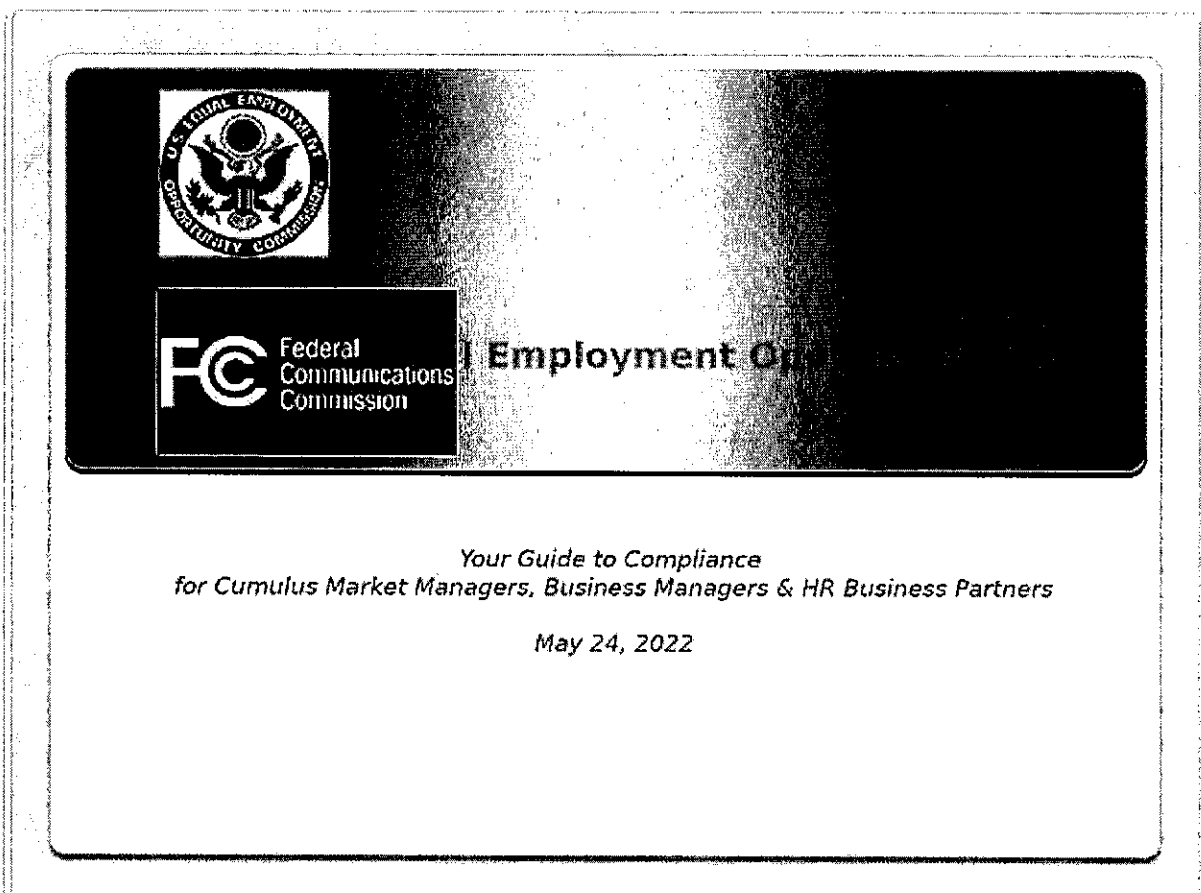 U.S. EQUAL EMPLOYMENT
OPPORTUNITY COMMISSION
FCC Federal
Communications
Commission
Employment
Your Guide to Compliance
for Cumulus Market Managers, Business Managers & HR Business Partners
May 24, 2022